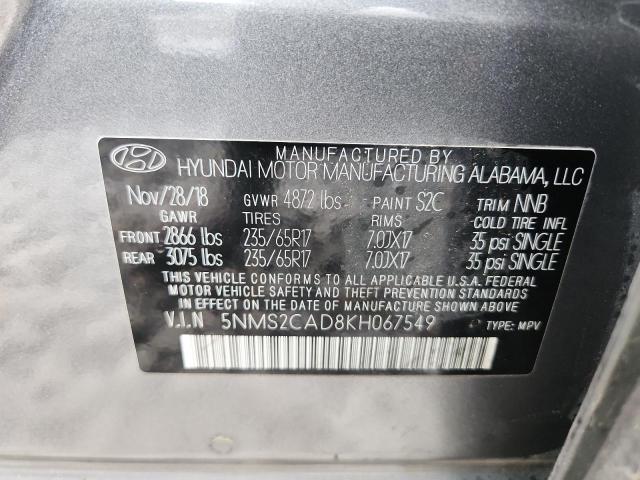 MANUFACTURED BY
HYUNDAI MOTOR MANUFACTURING ALABAMA, LLC
Nov/28/18 GVWR 4872 lbs PAINT S2C TRIM NNB
GAWR TIRES RIMS COLD TIRE INFL
FRONT 2866 lbs 235/65R17 7.0JX17 35 psi SINGLE
REAR 3075 lbs 235/65R17 7.0JX17 35 psi SINGLE
THIS VEHICLE CONFORMS TO ALL APPLICABLE U.S.A. FEDERAL
MOTOR VEHICLE SAFETY AND THEFT PREVENTION STANDARDS
IN EFFECT ON THE DATE OF MANUFACTURE SHOWN ABOVE.
V.I.N 5NMS2CAD8KH067549 TYPE: MPV